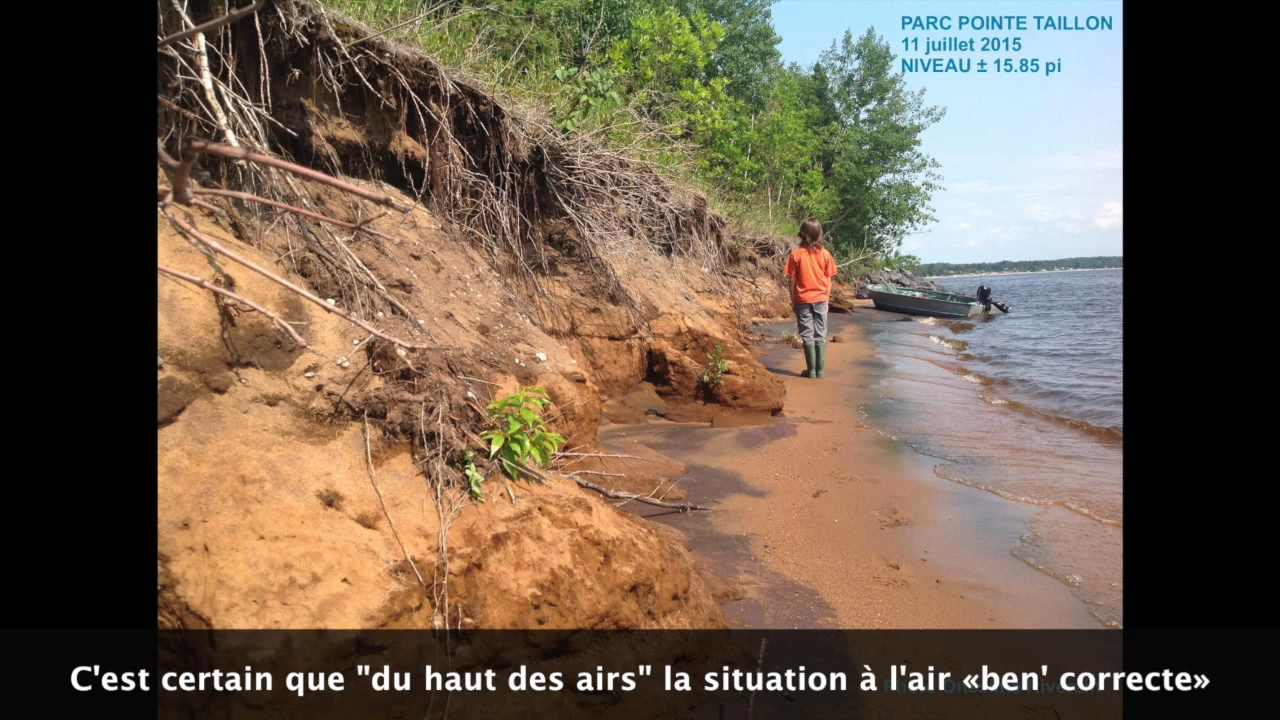 PARC POINTE TAILLON
11 juillet 2015
NIVEAU ± 15.85 pi
C'est certain que "du haut des airs" la situation à l'air «ben' correcte»